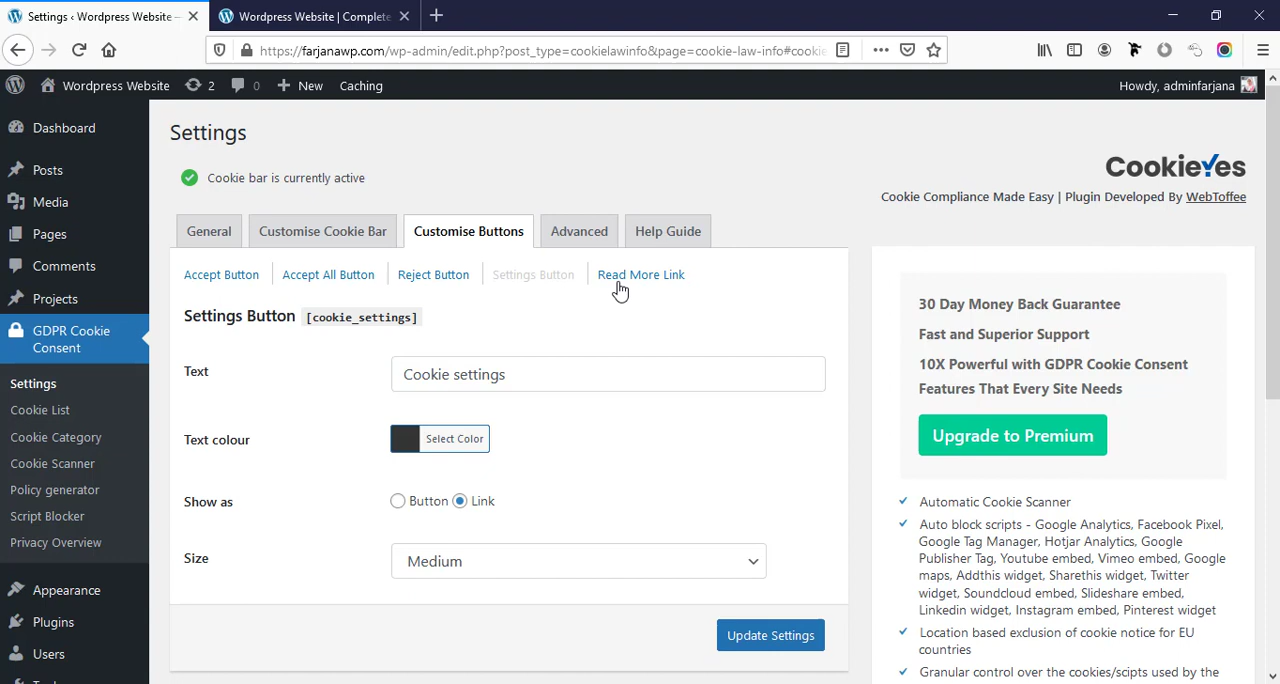 Settings ‹ Wordpress Website —
Wordpress Website | Complete
https://farjanawp.com/wp-admin/edit.php?post_type=cookielawinfo&page=cookie-law-info#cookie
Wordpress Website
2
0
New
Caching
Howdy, adminfarjana
Dashboard
Posts
Media
Pages
Comments
Projects
GDPR Cookie
Consent
Settings
Cookie List
Cookie Category
Cookie Scanner
Policy generator
Script Blocker
Privacy Overview
Appearance
Plugins
Users
Settings
Cookie bar is currently active
General
Customise Cookie Bar
Customise Buttons
Advanced
Help Guide
Accept Button
Accept All Button
Reject Button
Settings Button
Read More Link
Settings Button [cookie_settings]
Text
Cookie settings
Text colour
Select Color
Show as
Button
Link
Size
Medium
Update Settings
CookieYes
Cookie Compliance Made Easy | Plugin Developed By WebToffee
30 Day Money Back Guarantee
Fast and Superior Support
10X Powerful with GDPR Cookie Consent
Features That Every Site Needs
Upgrade to Premium
Automatic Cookie Scanner
Auto block scripts - Google Analytics, Facebook Pixel,
Google Tag Manager, Hotjar Analytics, Google
Publisher Tag, Youtube embed, Vimeo embed, Google
maps, Addthis widget, Sharethis widget, Twitter
widget, Soundcloud embed, Slideshare embed,
Linkedin widget, Instagram embed, Pinterest widget
Location based exclusion of cookie notice for EU
countries
Granular control over the cookies/scipts used by the